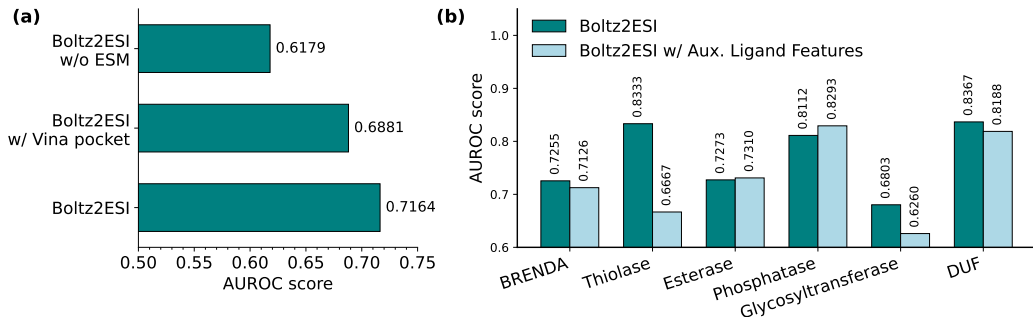 (a)
Boltz2ESI
w/o ESM
0.6179
Boltz2ESI
w/ Vina pocket
0.6881
Boltz2ESI
0.7164
0.50 0.55 0.60 0.65 0.70 0.75
AUROC score
(b)
AUROC score
1.0
0.9
0.8
0.7
0.6
Boltz2ESI
Boltz2ESI w/ Aux. Ligand Features
0.7255 0.7126 0.8333 0.6667 0.7273 0.7310 0.8112 0.8293 0.6803 0.6260 0.8367 0.8188
BRENDA Thiolase Esterase Phosphatase Glycosyltransferase DUF